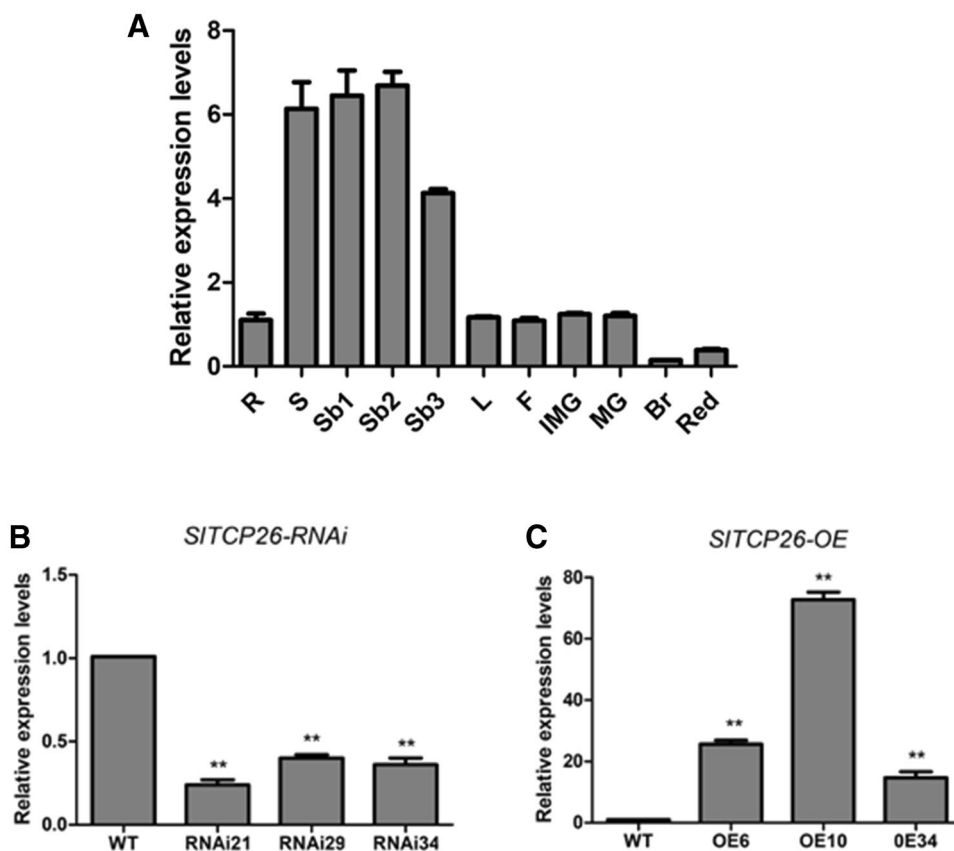 A
Relative expression levels
8
6
4
2
0
R
S
Sb1
Sb2
Sb3
L
F
IMG
MG
Br
Red
B
SlTCP26-RNAi
Relative expression levels
1.5
1.0
0.5
0.0
**
**
**
WT
RNAi21
RNAi29
RNAi34
C
SlTCP26-OE
Relative expression levels
80
60
40
20
0
**
**
**
WT
OE6
OE10
0E34